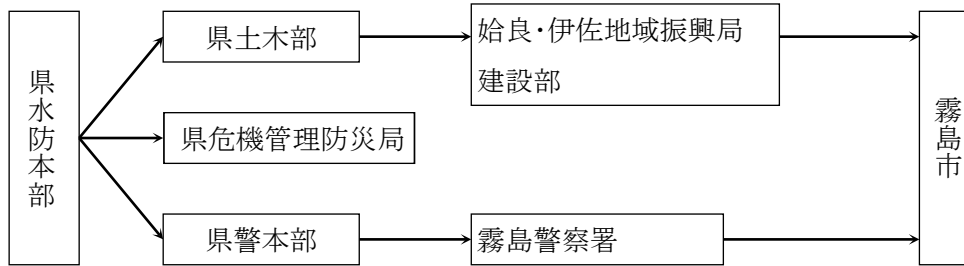 県水防本部
県土木部
姶良・伊佐地域振興局
建設部
県危機管理防災局
県警本部
霧島警察署
霧島市